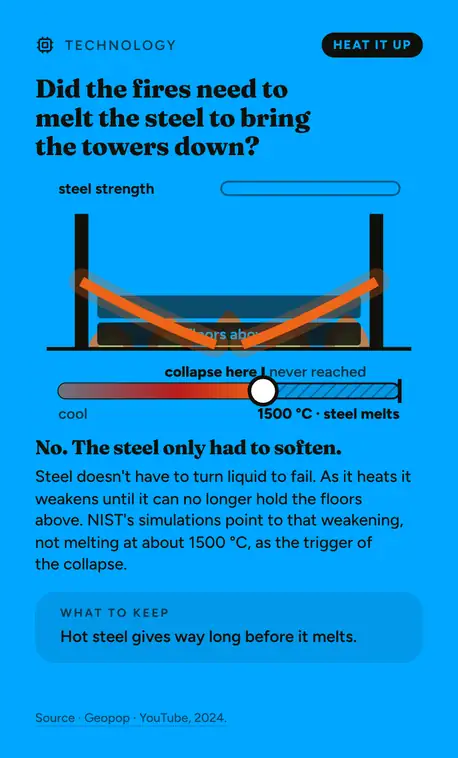 TECHNOLOGY
HEAT IT UP
Did the fires need to
melt the steel to bring
the towers down?
steel strength
collapse here
never reached
cool
1500 °C · steel melts
No. The steel only had to soften.
Steel doesn't have to turn liquid to fail. As it heats it
weakens until it can no longer hold the floors
above. NIST's simulations point to that weakening,
not melting at about 1500 °C, as the trigger of
the collapse.
WHAT TO KEEP
Hot steel gives way long before it melts.
Source · Geopop · YouTube, 2024.